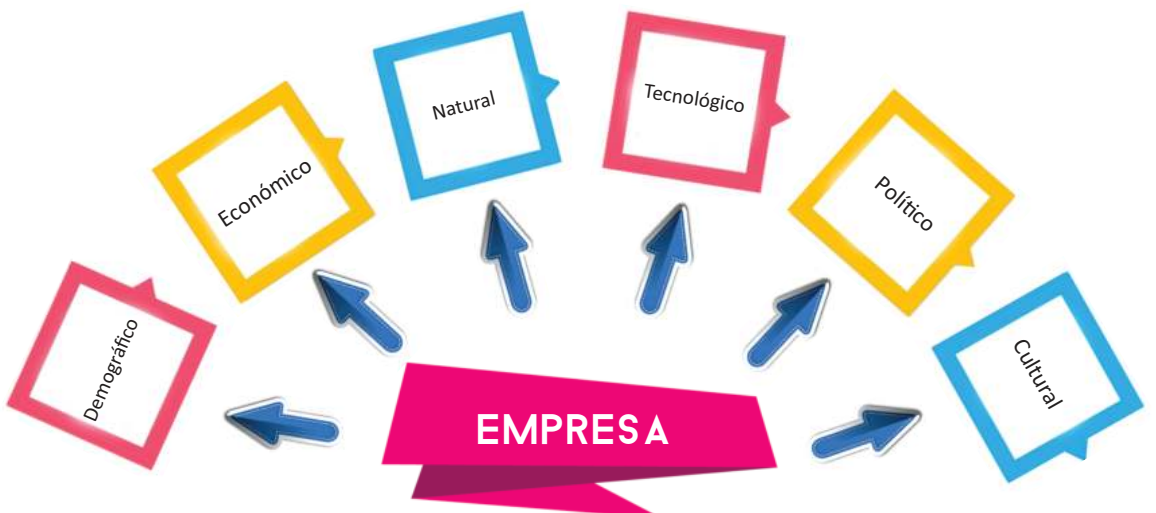 Demográfico
Económico
Natural
Tecnológico
Político
Cultural
EMPRESA